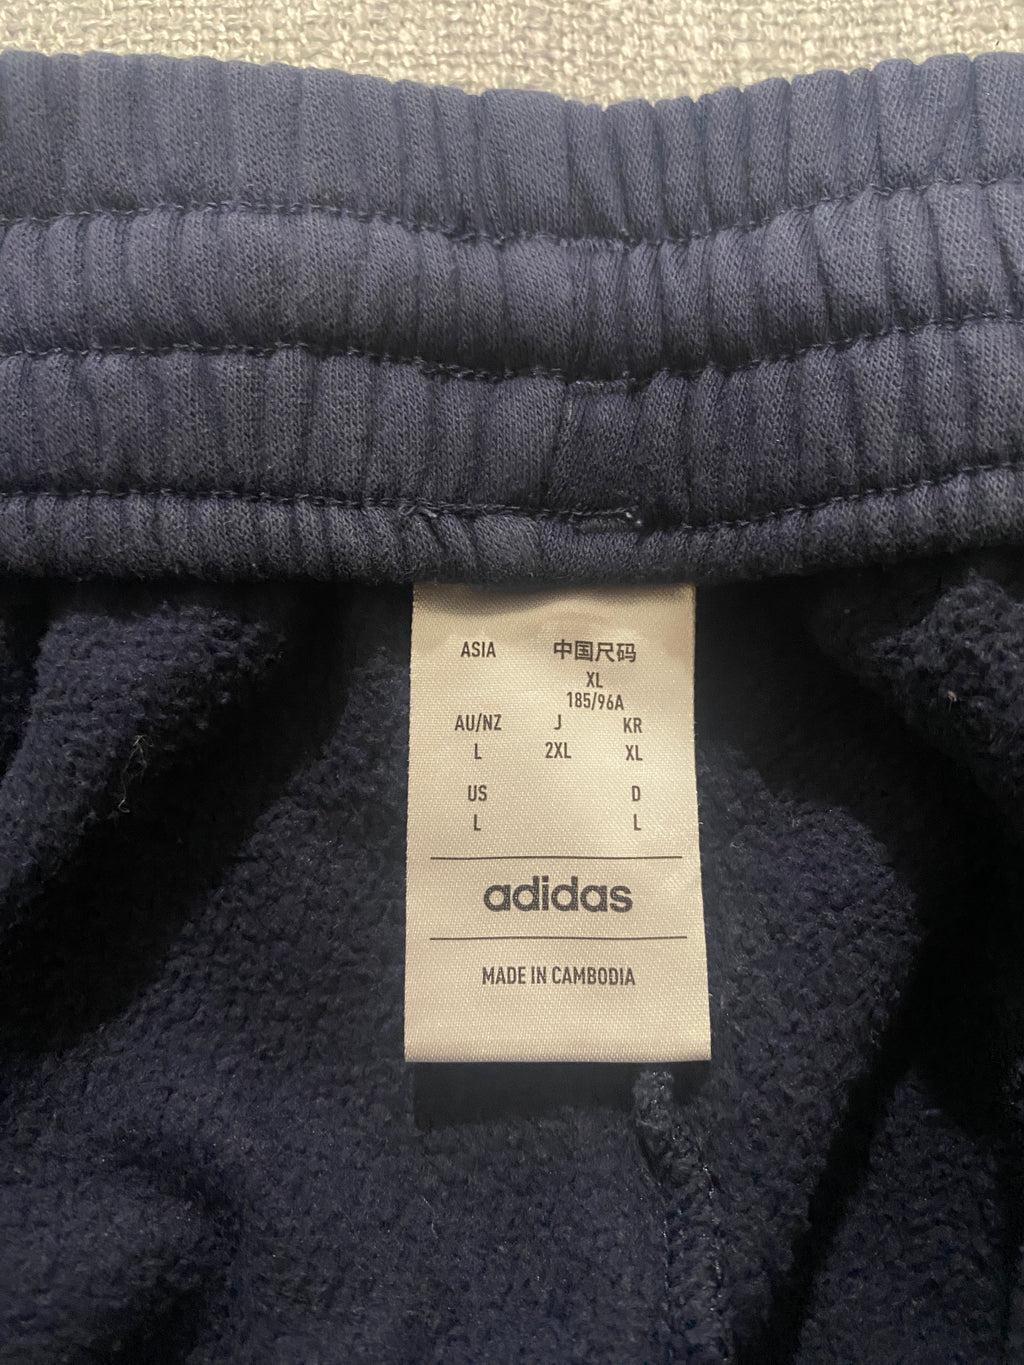 ASIA 中国尺码
XL
185/96A
AU/NZ J KR
L 2XL XL
US D
L L
adidas
MADE IN CAMBODIA